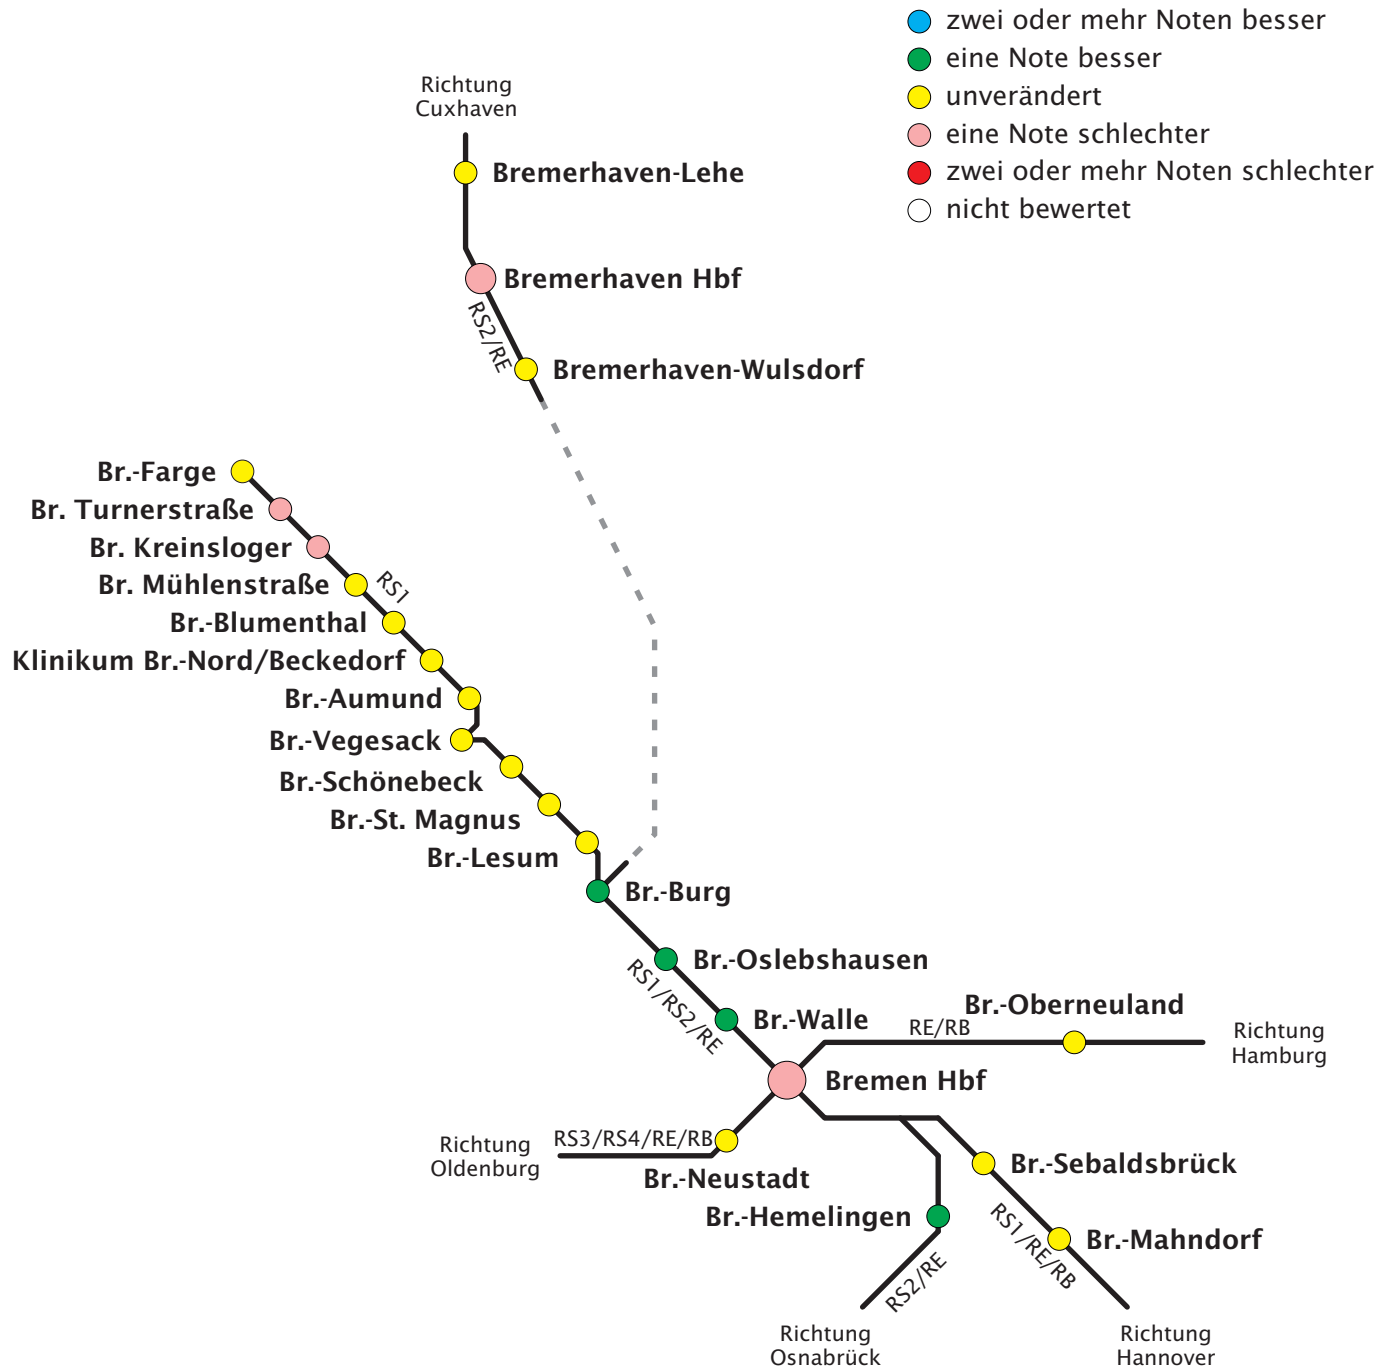 zwei oder mehr Noten besser
eine Note besser
unverändert
eine Note schlechter
zwei oder mehr Noten schlechter
nicht bewertet
Richtung
Cuxhaven
Bremerhaven-Lehe
Bremerhaven Hbf
RS2/RE
Bremerhaven-Wulsdorf
Br.-Farge
Br. Turnerstraße
Br. Kreinsloger
Br. Mühlenstraße
RS1
Br.-Blumenthal
Klinikum Br.-Nord/Beckedorf
Br.-Aumund
Br.-Vegesack
Br.-Schönebeck
Br.-St. Magnus
Br.-Lesum
Br.-Burg
Br.-Oslebshausen
RS1/RS2/RE
Br.-Walle
Br.-Oberneuland
RE/RB
Richtung
Hamburg
Bremen Hbf
RS3/RS4/RE/RB
Richtung
Oldenburg
Br.-Neustadt
Br.-Sebaldsbrück
Br.-Hemelingen
RS1/RE/RB
Br.-Mahndorf
RS2/RE
Richtung
Osnabrück
Richtung
Hannover